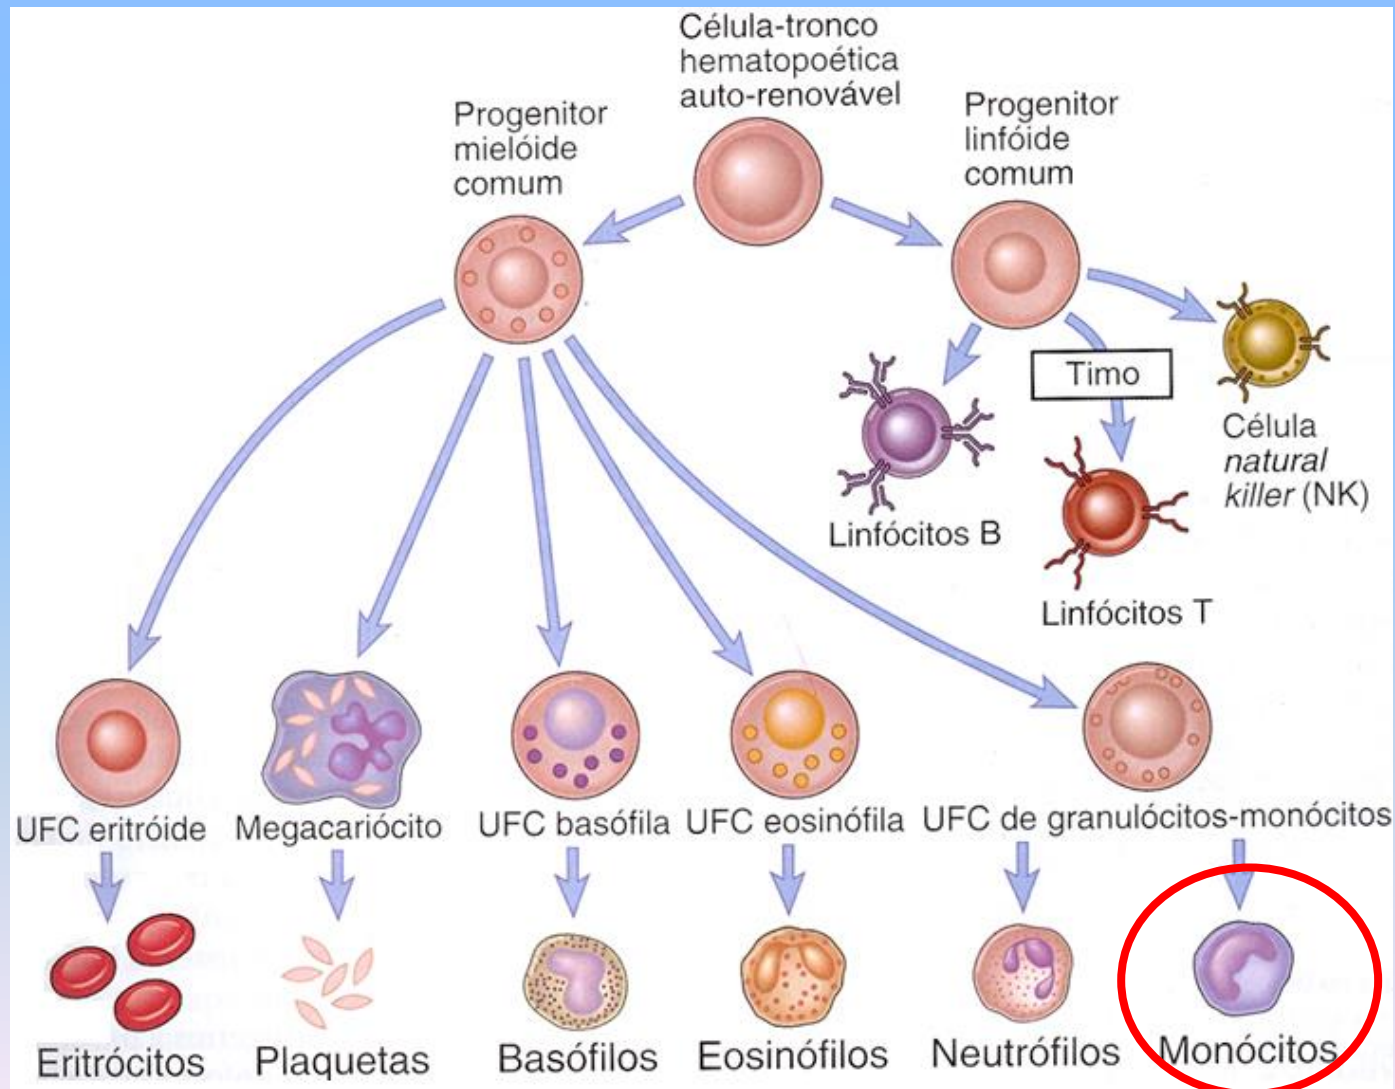 Célula-tronco
hematopoética
auto-renovável
Progenitor
mielóide
comum
Progenitor
linfóide
comum
Timo
Célula
natural
killer (NK)
Linfócitos B
Linfócitos T
UFC eritróide
Megacariócito
UFC basófila
UFC eosinófila
UFC de granulócitos-monócitos
Eritrócitos
Plaquetas
Basófilos
Eosinófilos
Neutrófilos
Monócitos